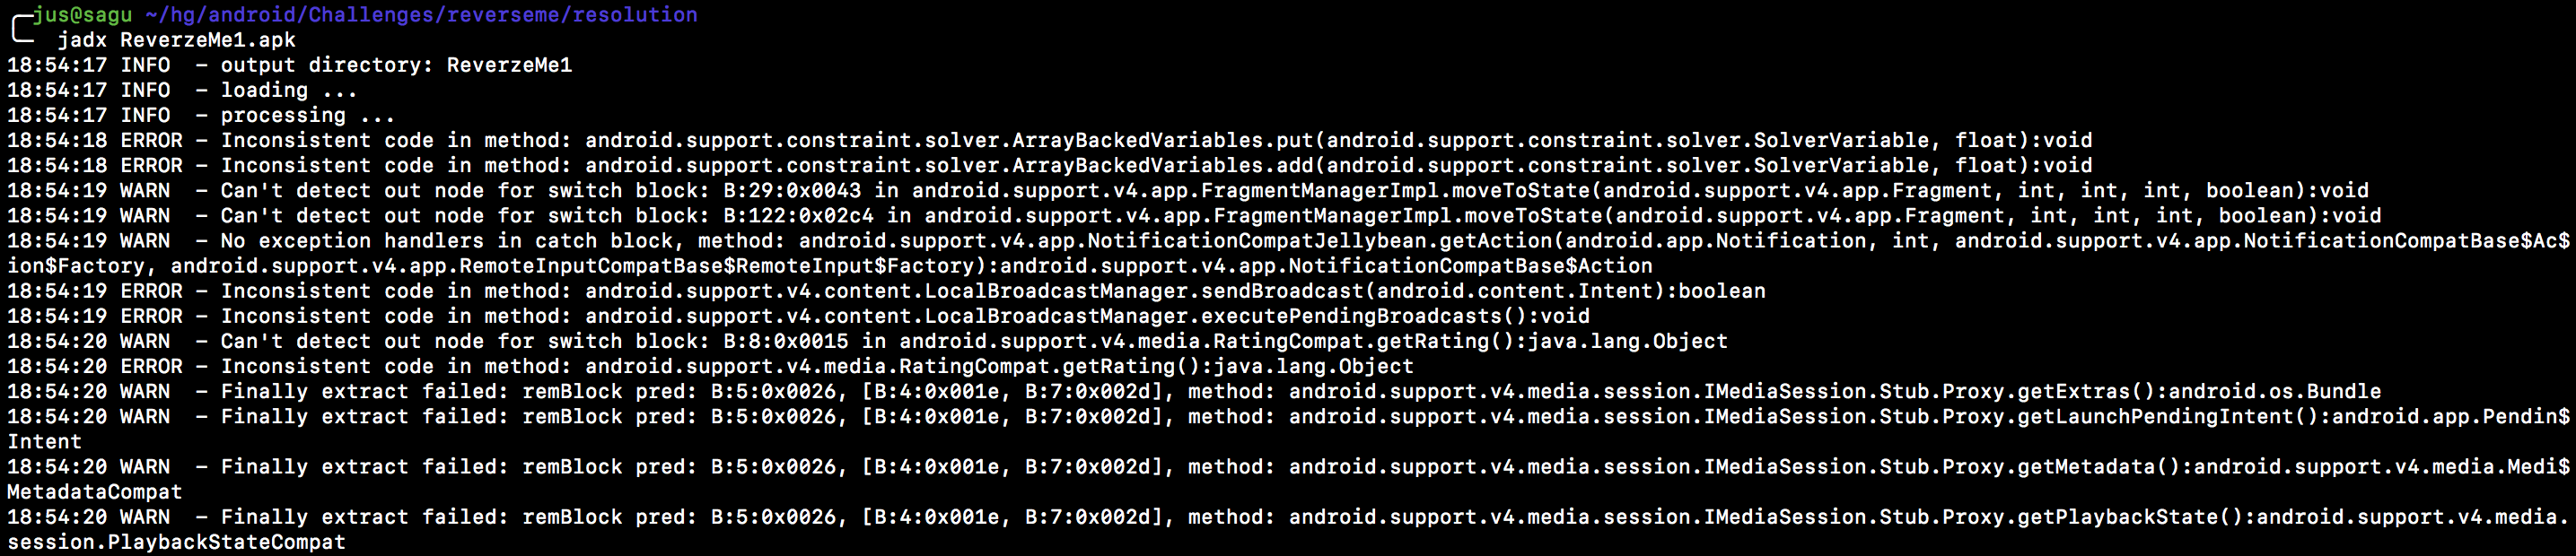 jus@sagu ~/hg/android/Challenges/reverseme/resolution
jadx ReverzeMe1.apk
18:54:17 INFO  - output directory: ReverzeMe1
18:54:17 INFO  - loading ...
18:54:17 INFO  - processing ...
18:54:18 ERROR - Inconsistent code in method: android.support.constraint.solver.ArrayBackedVariables.put(android.support.constraint.solver.SolverVariable, float):void
18:54:18 ERROR - Inconsistent code in method: android.support.constraint.solver.ArrayBackedVariables.add(android.support.constraint.solver.SolverVariable, float):void
18:54:19 WARN  - Can't detect out node for switch block: B:29:0x0043 in android.support.v4.app.FragmentManagerImpl.moveToState(android.support.v4.app.Fragment, int, int, int, boolean):void
18:54:19 WARN  - Can't detect out node for switch block: B:122:0x02c4 in android.support.v4.app.FragmentManagerImpl.moveToState(android.support.v4.app.Fragment, int, int, int, boolean):void
18:54:19 WARN  - No exception handlers in catch block, method: android.support.v4.app.NotificationCompatJellybean.getAction(android.app.Notification, int, android.support.v4.app.NotificationCompatBase$Ac$
ion$Factory, android.support.v4.app.RemoteInputCompatBase$RemoteInput$Factory):android.support.v4.app.NotificationCompatBase$Action
18:54:19 ERROR - Inconsistent code in method: android.support.v4.content.LocalBroadcastManager.sendBroadcast(android.content.Intent):boolean
18:54:19 ERROR - Inconsistent code in method: android.support.v4.content.LocalBroadcastManager.executePendingBroadcasts():void
18:54:20 WARN  - Can't detect out node for switch block: B:8:0x0015 in android.support.v4.media.RatingCompat.getRating():java.lang.Object
18:54:20 ERROR - Inconsistent code in method: android.support.v4.media.RatingCompat.getRating():java.lang.Object
18:54:20 WARN  - Finally extract failed: remBlock pred: B:5:0x0026, [B:4:0x001e, B:7:0x002d], method: android.support.v4.media.session.IMediaSession.Stub.Proxy.getExtras():android.os.Bundle
18:54:20 WARN  - Finally extract failed: remBlock pred: B:5:0x0026, [B:4:0x001e, B:7:0x002d], method: android.support.v4.media.session.IMediaSession.Stub.Proxy.getLaunchPendingIntent():android.app.Pendin$
Intent
18:54:20 WARN  - Finally extract failed: remBlock pred: B:5:0x0026, [B:4:0x001e, B:7:0x002d], method: android.support.v4.media.session.IMediaSession.Stub.Proxy.getMetadata():android.support.v4.media.Medi$
MetadataCompat
18:54:20 WARN  - Finally extract failed: remBlock pred: B:5:0x0026, [B:4:0x001e, B:7:0x002d], method: android.support.v4.media.session.IMediaSession.Stub.Proxy.getPlaybackState():android.support.v4.media.
session.PlaybackStateCompat